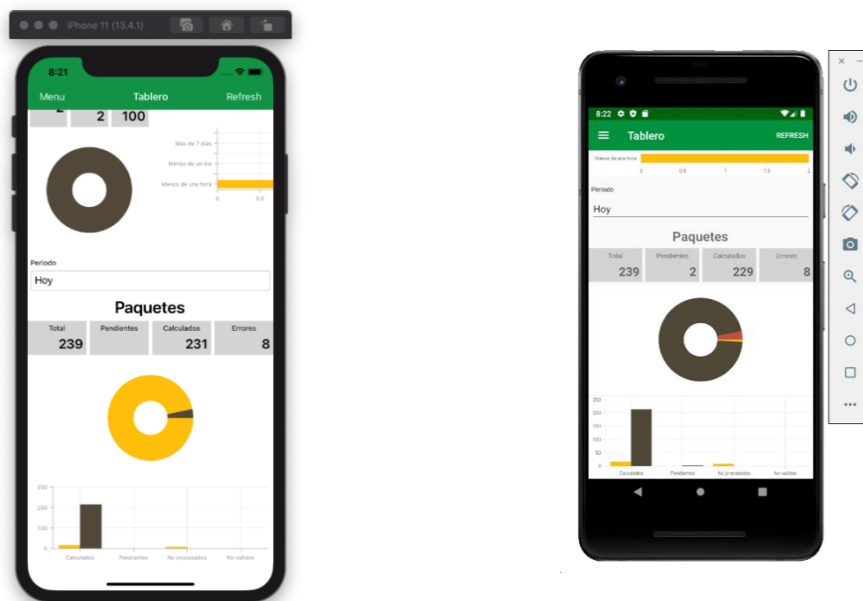 iPhone 11 (13.4.1)
8:21
Menu Tablero Refresh
2 100
Mas de 7 días
Menos de un día
Menos de una hora
0 0.5
Periodo
Hoy
Paquetes
Total Pendientes Calculados Errores
239 231 8
300
200
100
0
Calculados Pendientes No procesados No validos
8:22
Tablero REFRESH
Menos de una hora
0 0.5 1 1.5 2
Periodo
Hoy
Paquetes
Total Pendientes Calculados Errores
239 2 229 8
250
200
150
100
50
0
Calculados Pendientes No procesados No validos